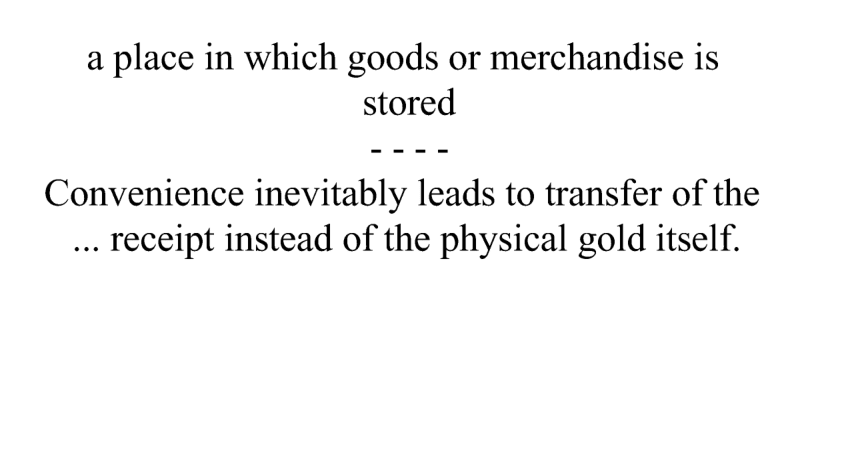 a place in which goods or merchandise is
stored
- - - -
Convenience inevitably leads to transfer of the
... receipt instead of the physical gold itself.